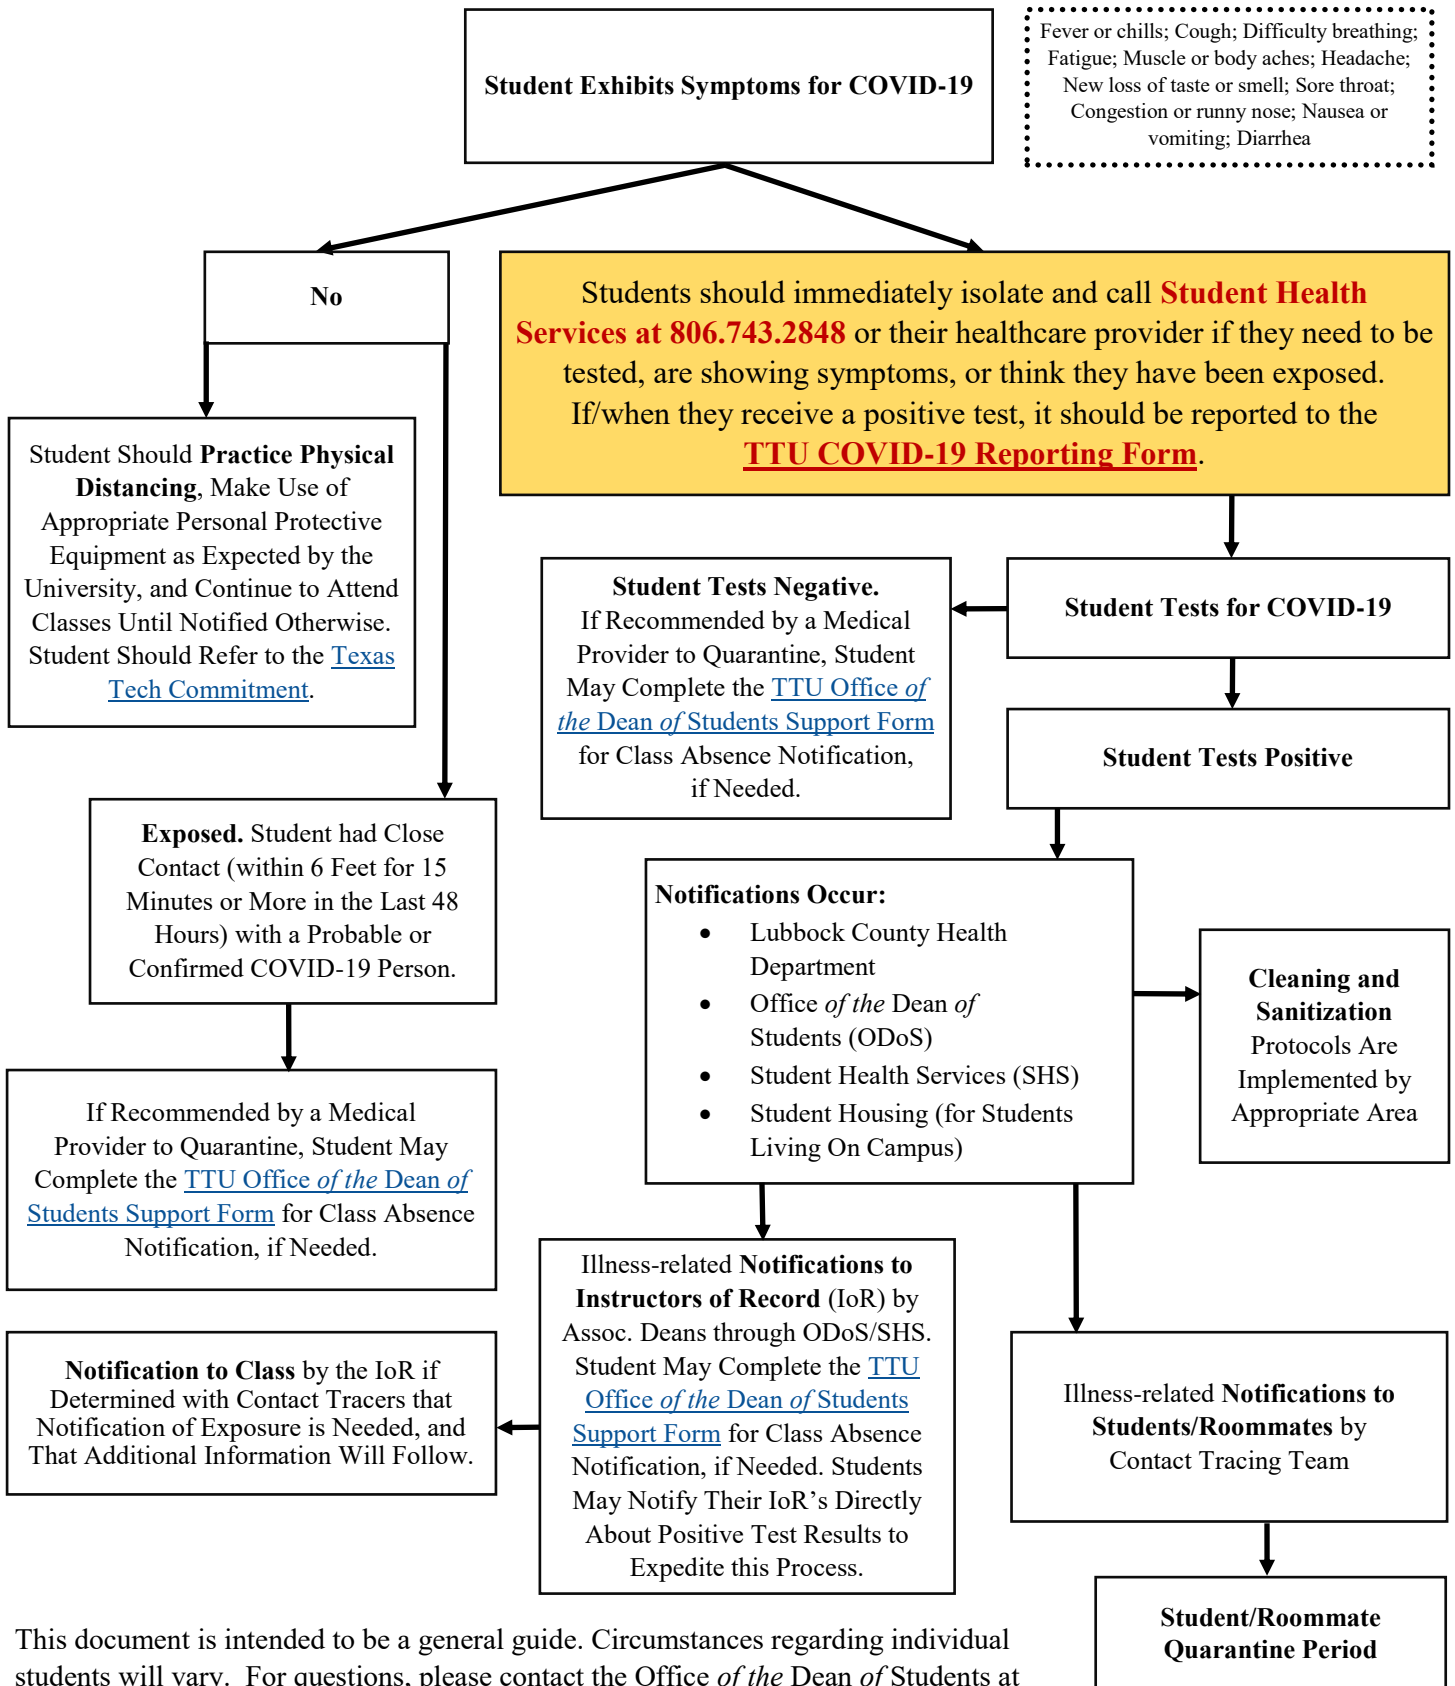 Student Exhibits Symptoms for COVID-19
Fever or chills; Cough; Difficulty breathing;
Fatigue; Muscle or body aches; Headache;
New loss of taste or smell; Sore throat;
Congestion or runny nose; Nausea or
vomiting; Diarrhea
No
Students should immediately isolate and call Student Health
Services at 806.743.2848 or their healthcare provider if they need to be
tested, are showing symptoms, or think they have been exposed.
If/when they receive a positive test, it should be reported to the
TTU COVID-19 Reporting Form.
Student Should Practice Physical
Distancing, Make Use of
Appropriate Personal Protective
Equipment as Expected by the
University, and Continue to Attend
Classes Until Notified Otherwise.
Student Should Refer to the Texas
Tech Commitment.
Student Tests Negative.
If Recommended by a Medical
Provider to Quarantine, Student
May Complete the TTU Office of
the Dean of Students Support Form
for Class Absence Notification,
if Needed.
Student Tests for COVID-19
Student Tests Positive
Exposed. Student had Close
Contact (within 6 Feet for 15
Minutes or More in the Last 48
Hours) with a Probable or
Confirmed COVID-19 Person.
Notifications Occur:
• Lubbock County Health
Department
• Office of the Dean of
Students (ODoS)
• Student Health Services (SHS)
• Student Housing (for Students
Living On Campus)
Cleaning and
Sanitization
Protocols Are
Implemented by
Appropriate Area
If Recommended by a Medical
Provider to Quarantine, Student May
Complete the TTU Office of the Dean of
Students Support Form for Class Absence
Notification, if Needed.
Illness-related Notifications to
Instructors of Record (IoR) by
Assoc. Deans through ODoS/SHS.
Student May Complete the TTU
Office of the Dean of Students
Support Form for Class Absence
Notification, if Needed. Students
May Notify Their IoR's Directly
About Positive Test Results to
Expedite this Process.
Notification to Class by the IoR if
Determined with Contact Tracers that
Notification of Exposure is Needed, and
That Additional Information Will Follow.
Illness-related Notifications to
Students/Roommates by
Contact Tracing Team
Student/Roommate
Quarantine Period
This document is intended to be a general guide. Circumstances regarding individual
students will vary. For questions, please contact the Office of the Dean of Students at